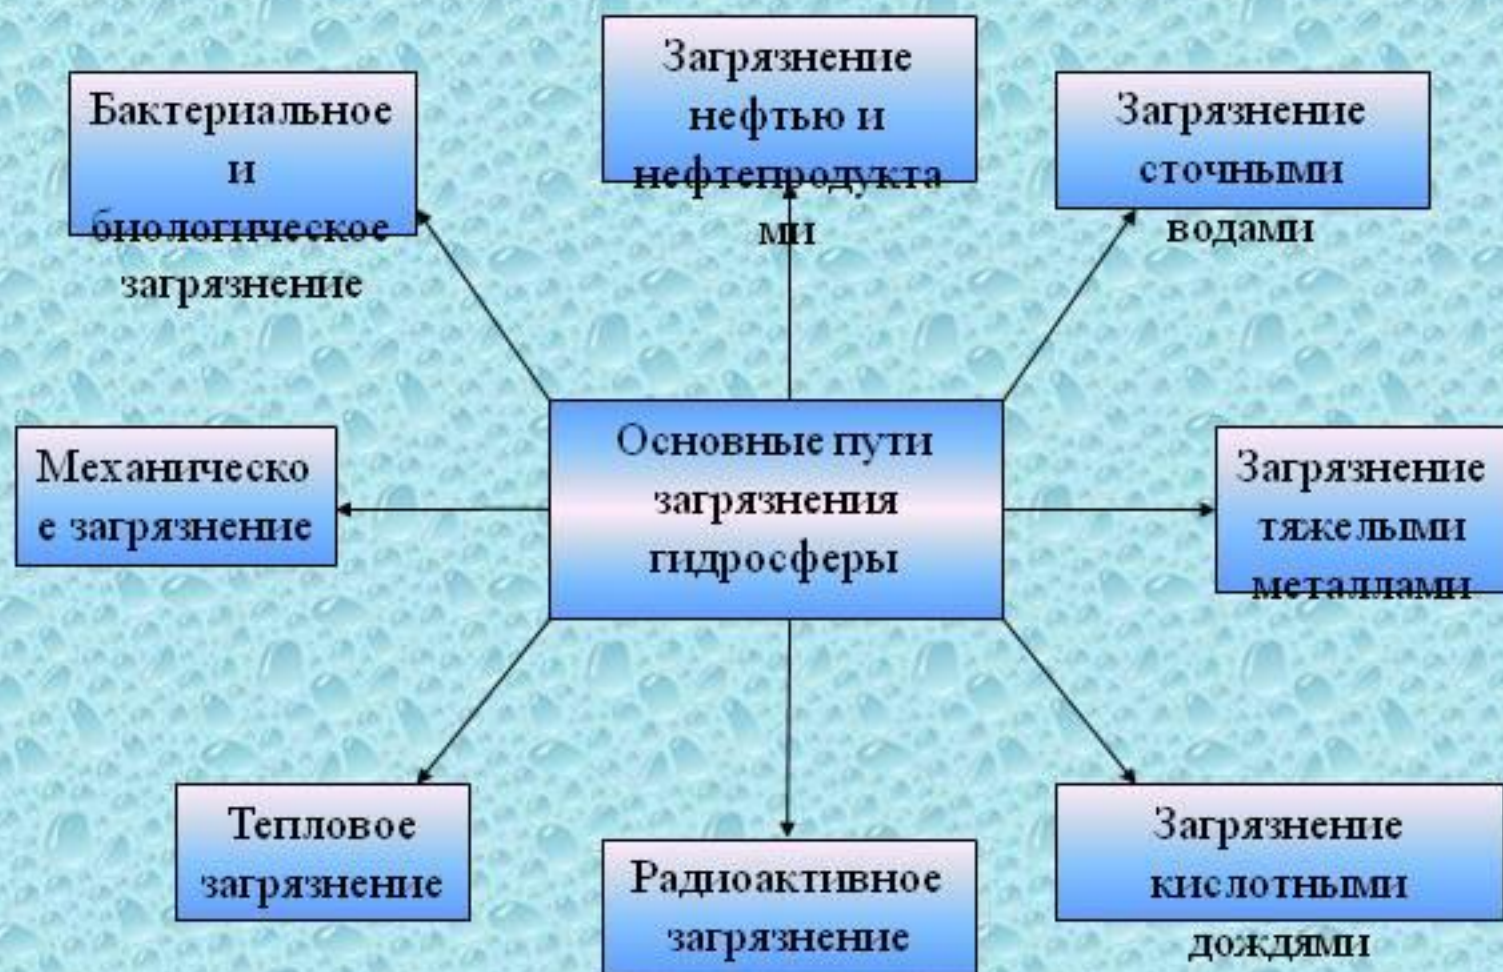 Загрязнение
нефтью и
нефтепродукта
ми
Бактериальное
и
биологическое
загрязнение
Загрязнение
сточными
водами
Механическо
е загрязнение
Основные пути
загрязнения
гидросферы
Загрязнение
тяжелыми
металлами
Тепловое
загрязнение
Радиоактивное
загрязнение
Загрязнение
кислотными
дождями